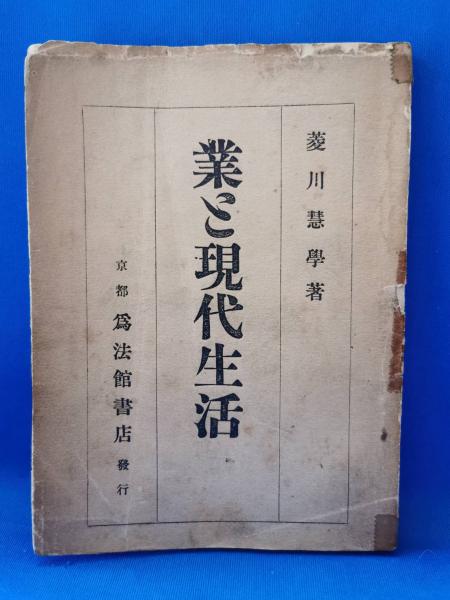 菱川慧學著
業と現代生活
京都 爲法館書店 發行